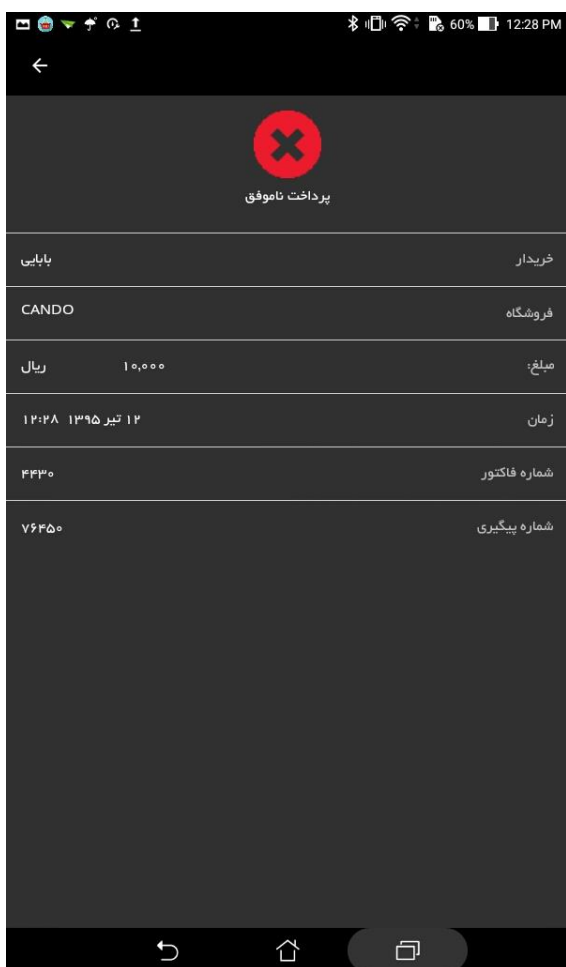 60% 12:28 PM
پرداخت ناموفق
خریدار بابایی
فروشگاه CANDO
مبلغ: ۱۰,۰۰۰ ریال
زمان ۱۲ تیر ۱۳۹۵ ۱۲:۲۸
شماره فاکتور ۴۴۳۰
شماره پیگیری ۷۶۴۵۰